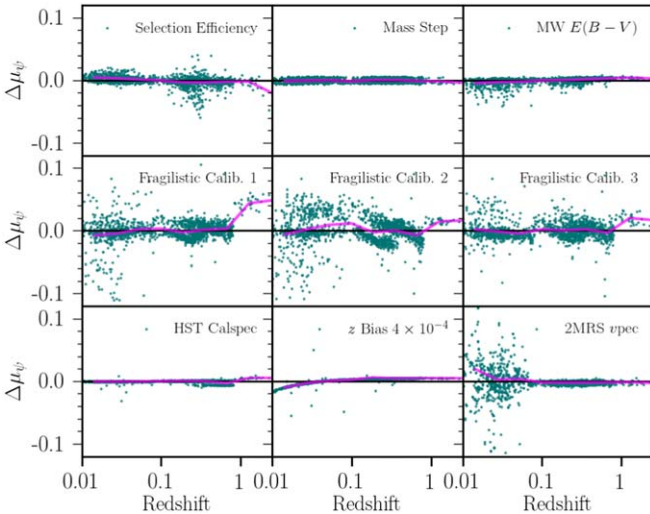 Selection Efficiency
Mass Step
MW E(B − V)
0.1
0.0
-0.1
Δμψ
Fragilistic Calib. 1
Fragilistic Calib. 2
Fragilistic Calib. 3
0.1
0.0
-0.1
Δμψ
HST Calspec
z Bias 4 × 10⁻⁴
2MRS vpec
0.1
0.0
-0.1
Δμψ
0.01 0.1 1 0.01 0.1 1 0.01 0.1 1
Redshift Redshift Redshift